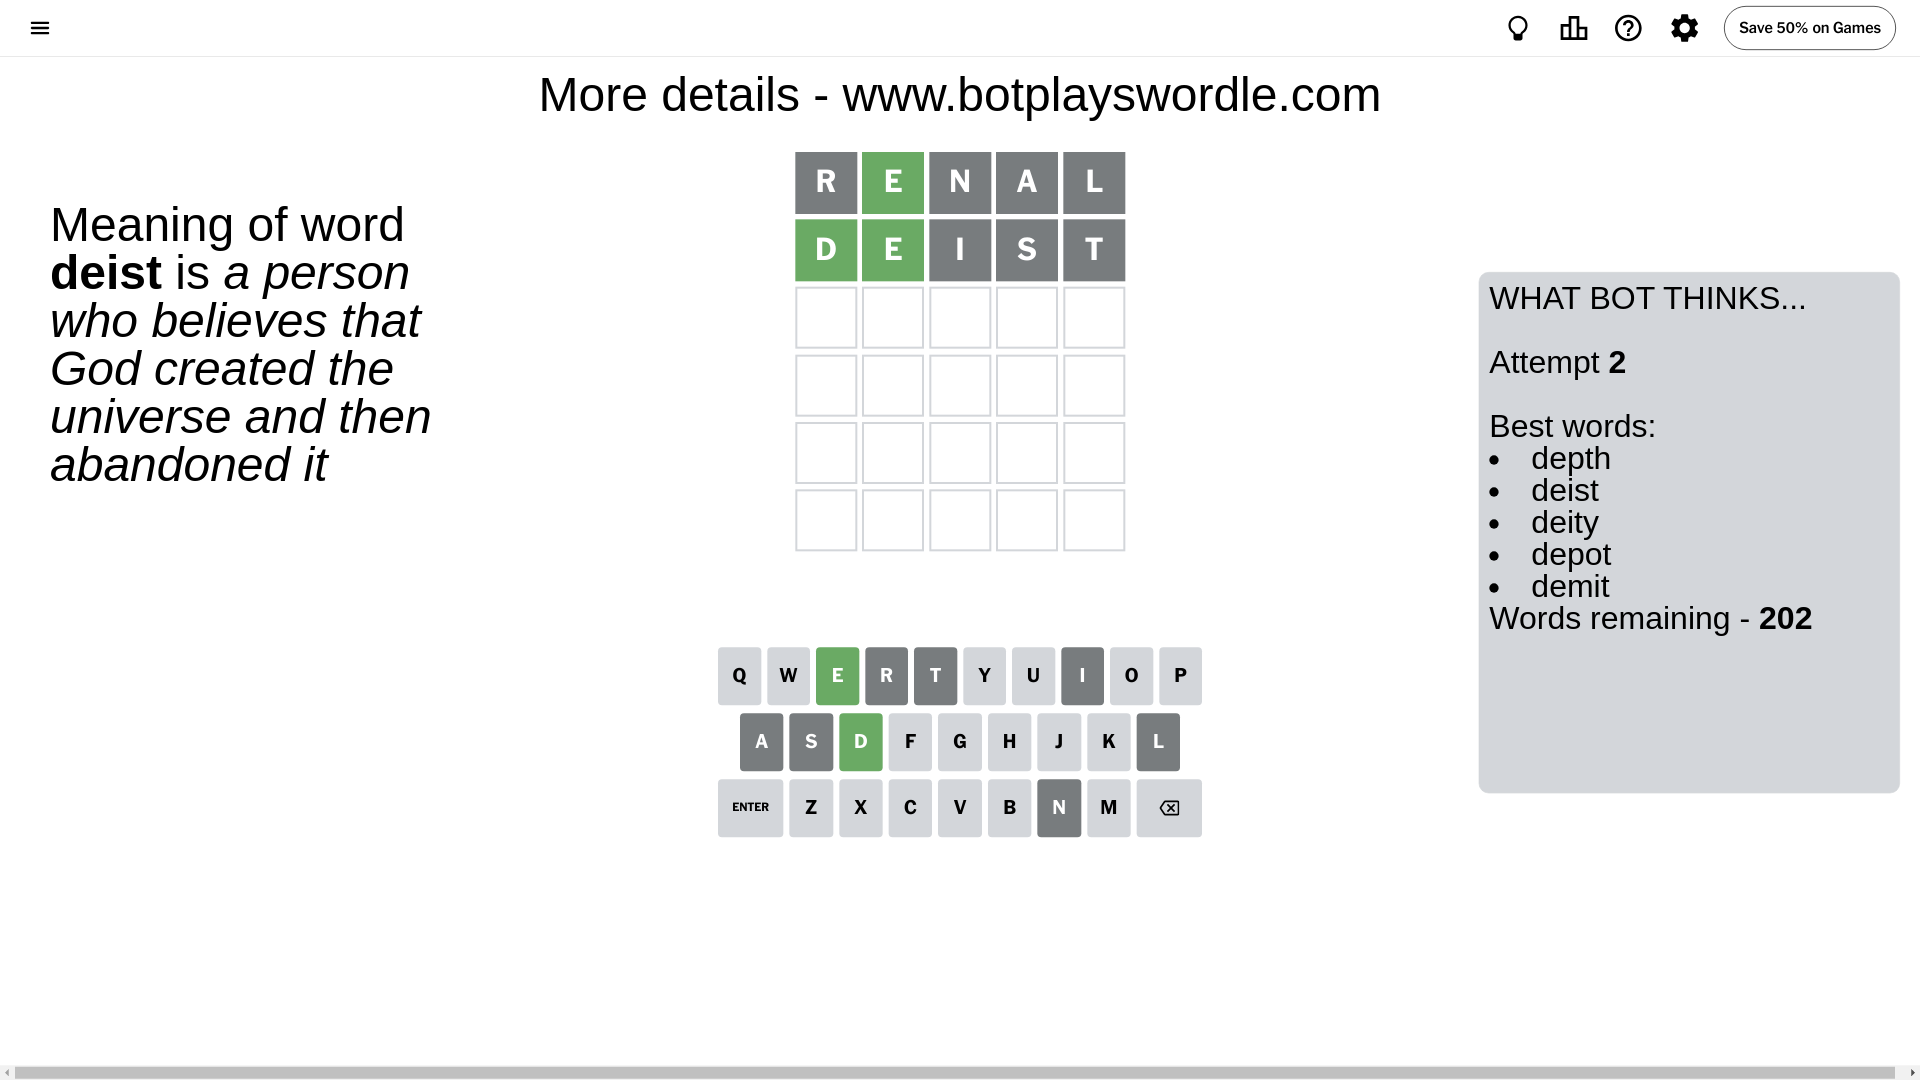 Save 50% on Games
More details - www.botplayswordle.com
Meaning of word
deist is a person
who believes that
God created the
universe and then
abandoned it
R E N A L
D E I S T
WHAT BOT THINKS...
Attempt 2
Best words:
• depth
• deist
• deity
• depot
• demit
Words remaining - 202
Q W E R T Y U I O P
A S D F G H J K L
ENTER Z X C V B N M